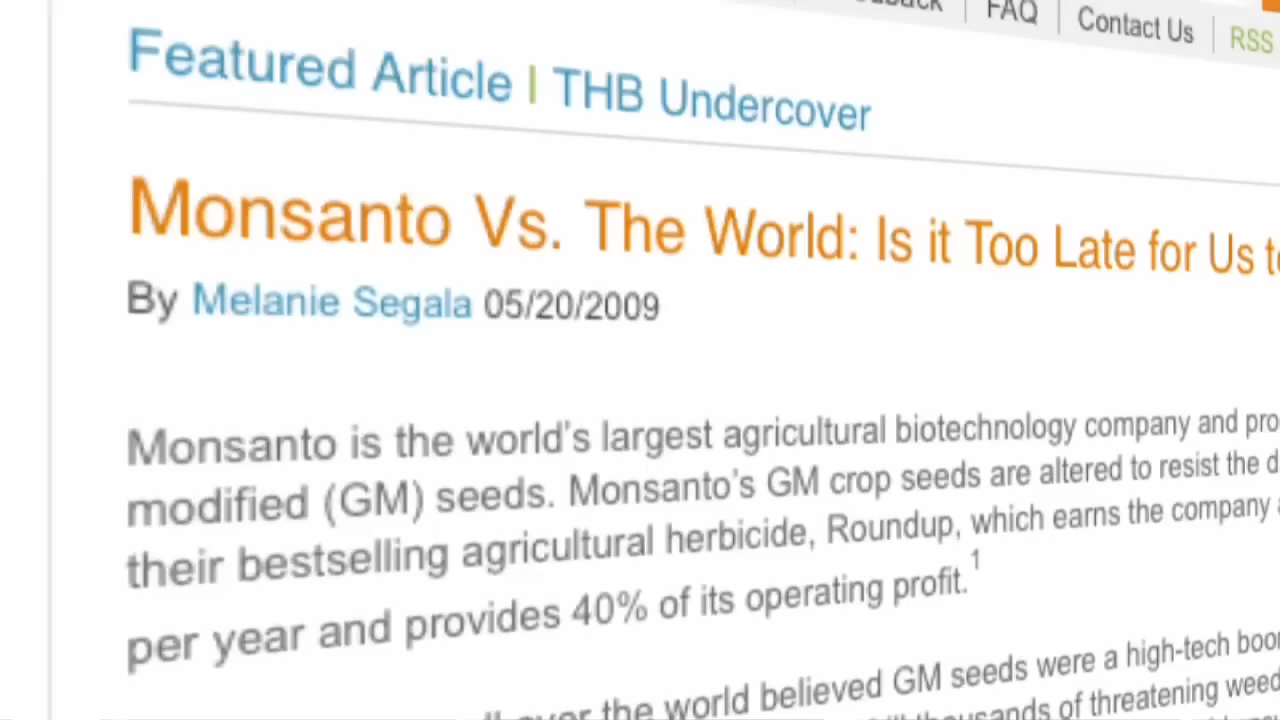 FAQ | Contact Us | RSS
Featured Article | THB Undercover
Monsanto Vs. The World: Is it Too Late for Us
By Melanie Segala 05/20/2009
Monsanto is the world's largest agricultural biotechnology company and
modified (GM) seeds. Monsanto's GM crop seeds are altered to resist the
their bestselling agricultural herbicide, Roundup, which earns the company
per year and provides 40% of its operating profit.1
the world believed GM seeds were a high-tech
of threatening